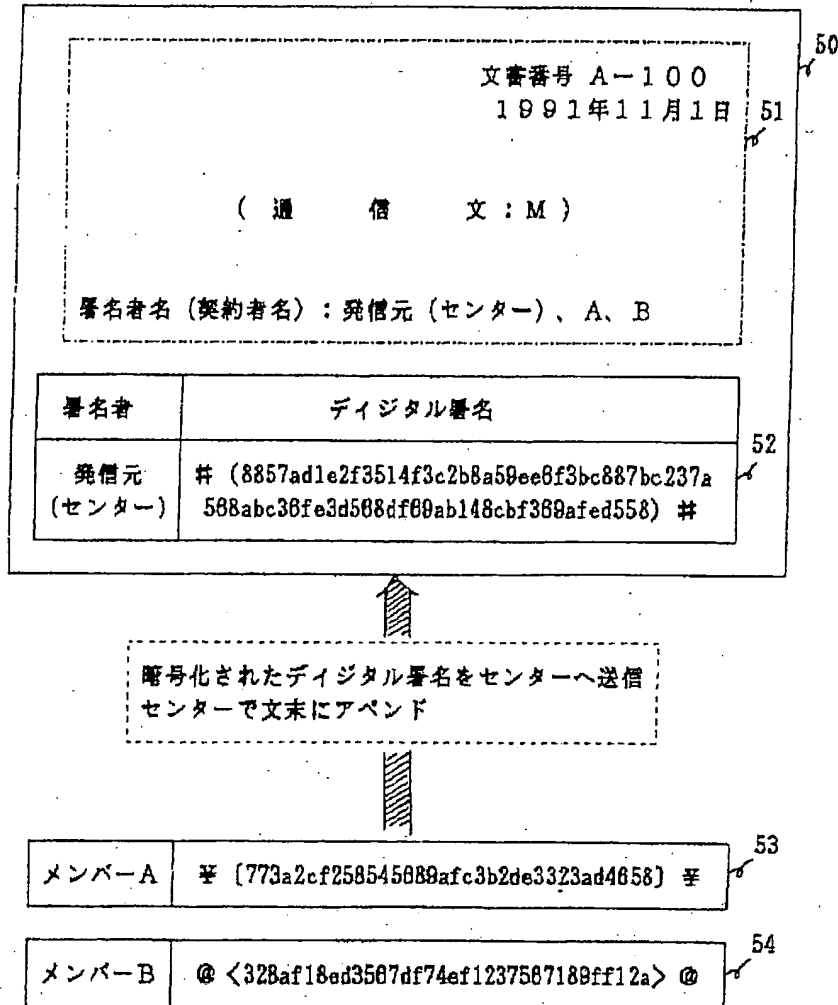 50
文書番号 A-100
1991年11月1日
51
(通 信 文:M)
署名者名(契約者名):発信元(センター)、A、B
署名者 ディジタル署名
52
発信元
(センター)
# (8857ad1e2f3514f3c2b8a59ee6f3bc887bc237a
568abc36fe3d568df69ab148cbf369afed558) #
暗号化されたディジタル署名をセンターへ送信
センターで文末にアペンド
53
メンバーA ¥ [773a2cf258545689afc3b2de3323ad4658] ¥
54
メンバーB @ <328af18ed3567df74ef1237567189ff12a> @